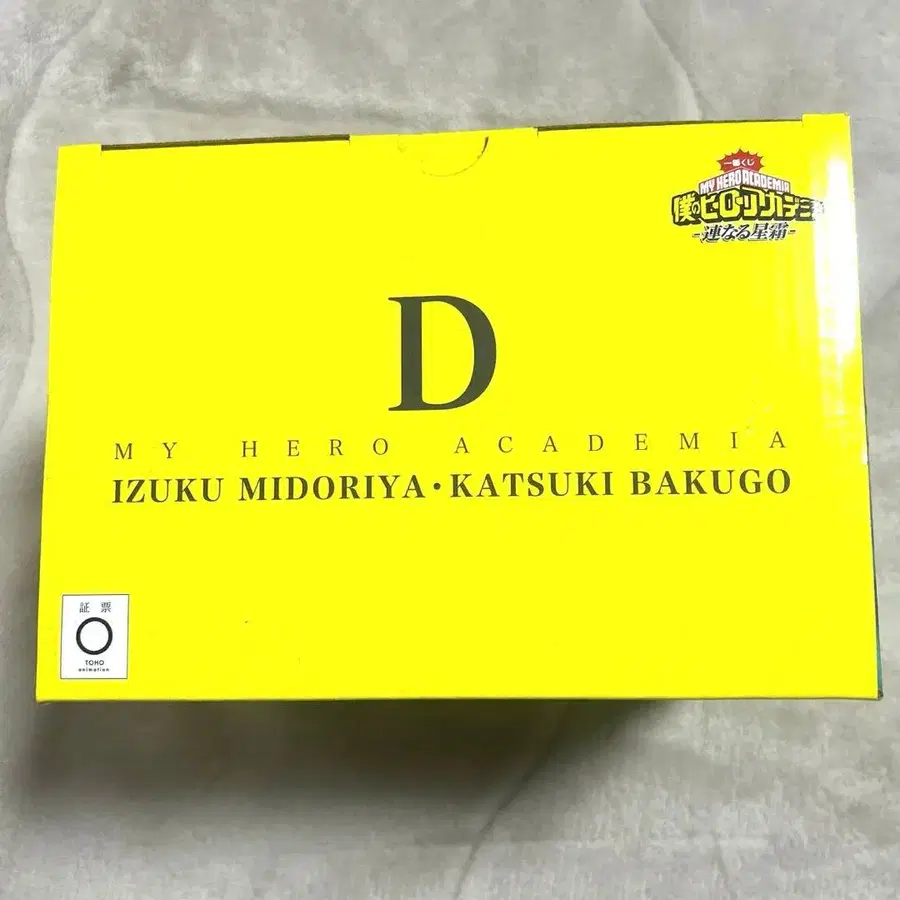 一番くじ
MY HERO ACADEMIA
僕のヒーローアカデミア
-連なる星霜-
D
MY HERO ACADEMIA
IZUKU MIDORIYA・KATSUKI BAKUGO
証 票
TOHO
animation